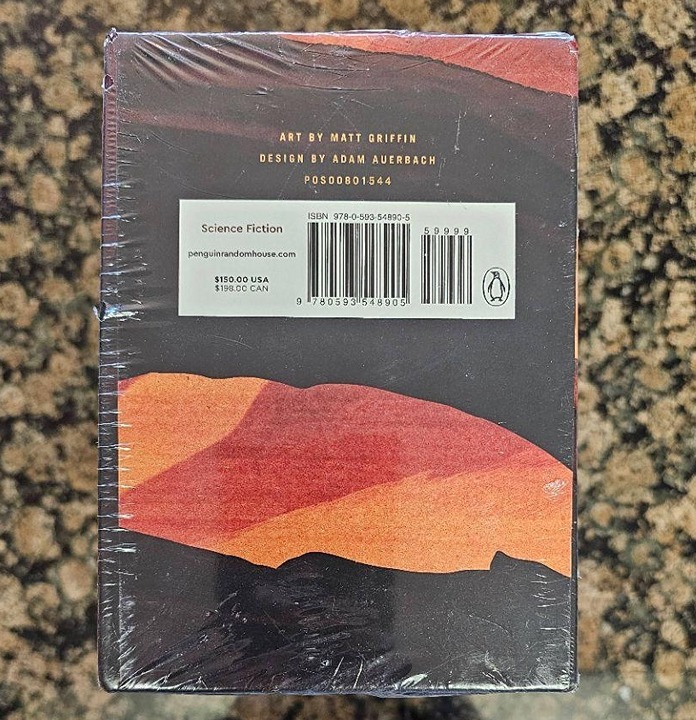 ART BY MATT GRIFFIN
DESIGN BY ADAM AUERBACH
POS00801544
ISBN 978-0-593-54890-5
59999
Science Fiction
penguinrandomhouse.com
$150.00 USA
$198.00 CAN
9 780593 548905